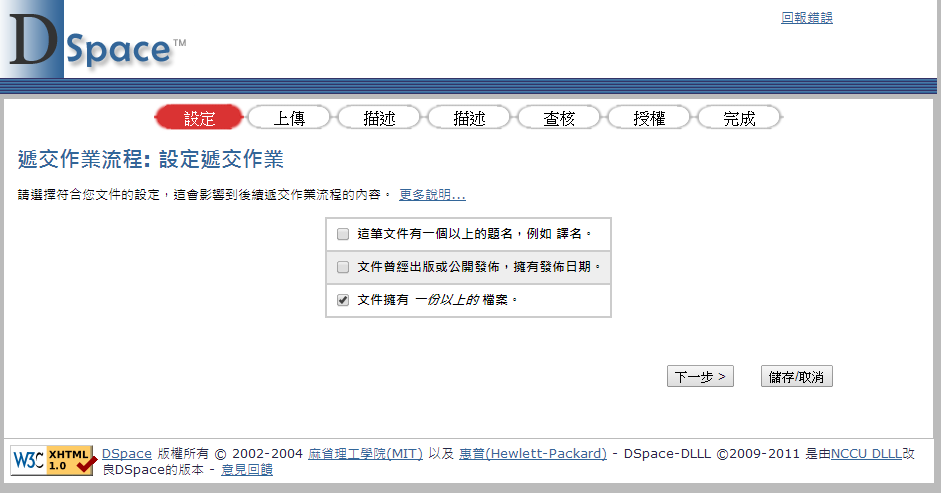 回報錯誤
DSpace™
設定 上傳 描述 描述 查核 授權 完成
遞交作業流程: 設定遞交作業
請選擇符合您文件的設定，這會影響到後續遞交作業流程的內容。 更多說明...
這筆文件有一個以上的題名，例如 譯名。
文件曾經出版或公開發佈，擁有發佈日期。
文件擁有 一份以上的 檔案。
下一步 > 儲存/取消
W3C XHTML 1.0
DSpace 版權所有 © 2002-2004 麻省理工學院(MIT) 以及 惠普(Hewlett-Packard) - DSpace-DLLL ©2009-2011 是由NCCU DLLL改
良DSpace的版本 - 意見回饋